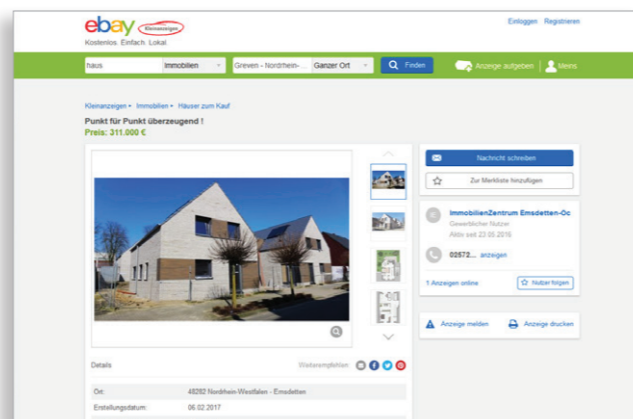 ebay Kleinanzeigen
Einloggen Registrieren
Kostenlos. Einfach. Lokal.
haus Immobilien Greven - Nordrhein-... Ganzer Ort Finden Anzeige aufgeben Meins
Kleinanzeigen Immobilien Häuser zum Kauf
Punkt für Punkt überzeugend !
Preis: 311.000 €
Nachricht schreiben
Zur Merkliste hinzufügen
ImmobilienZentrum Emsdetten-Oc
Gewerblicher Nutzer
Aktiv seit 23.05.2016
02572... anzeigen
1 Anzeigen online Nutzer folgen
Anzeige melden Anzeige drucken
Details Weiterempfehlen
Ort: 48282 Nordrhein-Westfalen - Emsdetten
Erstellungsdatum: 06.02.2017